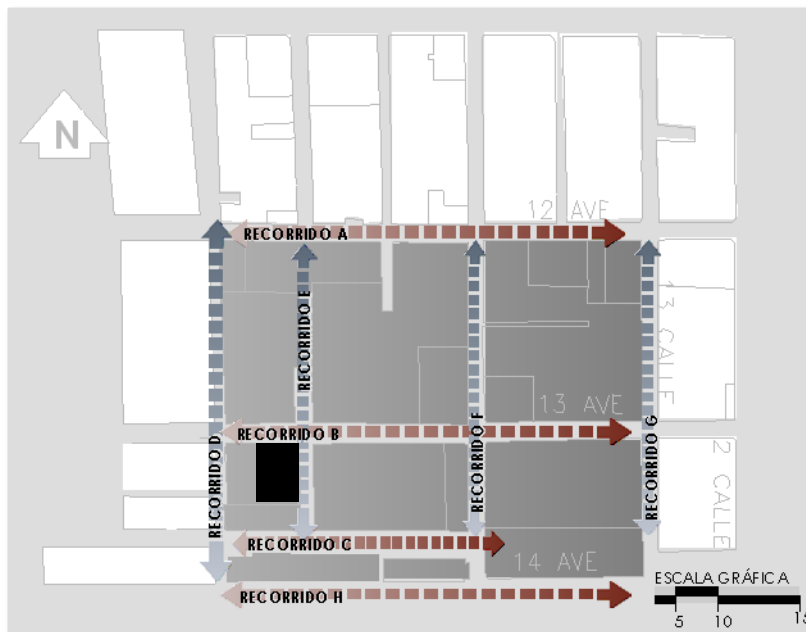 N
12 AVE
RECORRIDO A
RECORRIDO E
13 CALLE
13 AVE
RECORRIDO B
RECORRIDO D
RECORRIDO F
RECORRIDO G
2 CALLE
RECORRIDO C
14 AVE
ESCALA GRÁFICA
RECORRIDO H
5 10 15